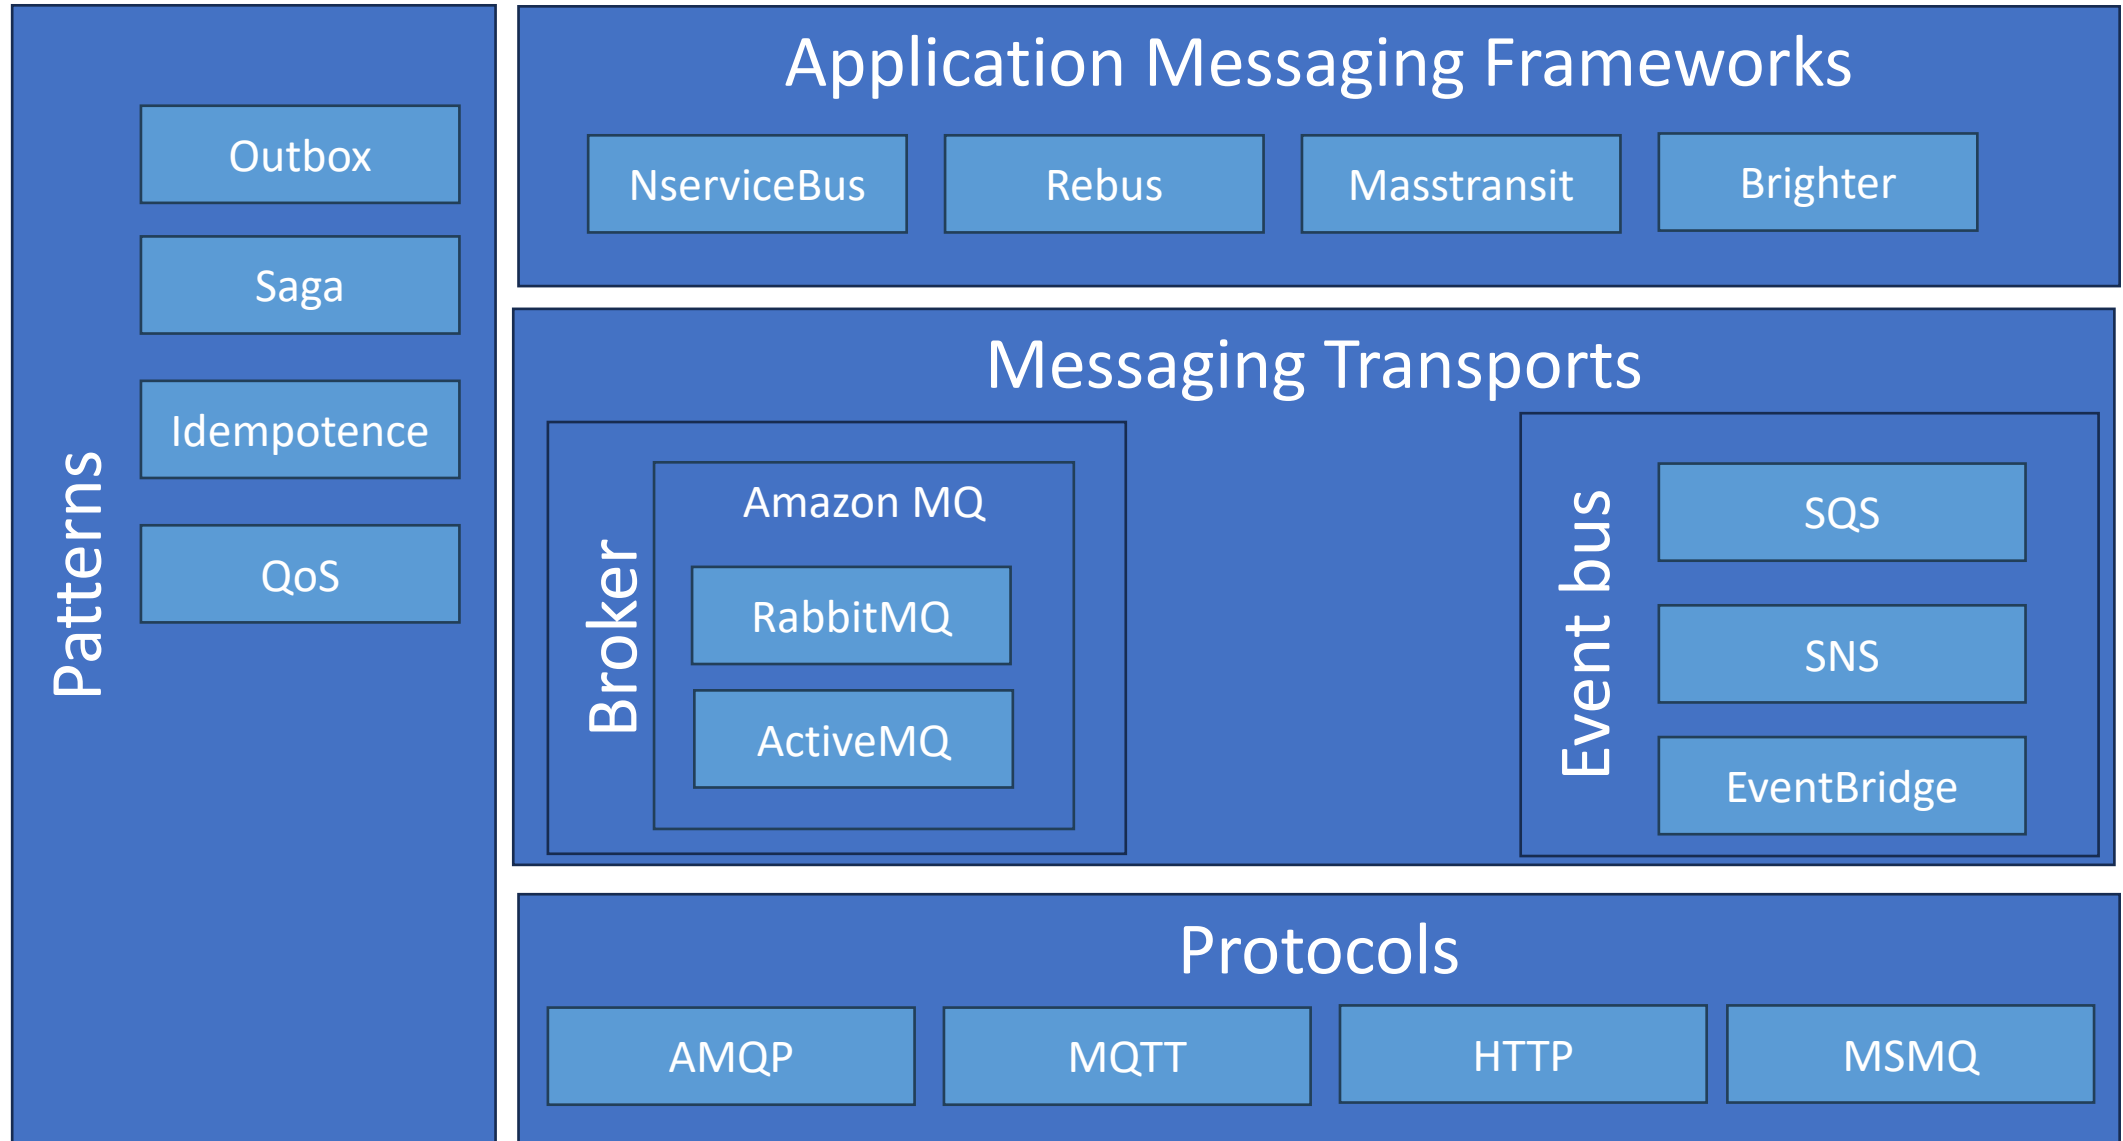 Patterns
Outbox
Saga
Idempotence
QoS
Application Messaging Frameworks
NserviceBus
Rebus
Masstransit
Brighter
Messaging Transports
Broker
Amazon MQ
RabbitMQ
ActiveMQ
Event bus
SQS
SNS
EventBridge
Protocols
AMQP
MQTT
HTTP
MSMQ